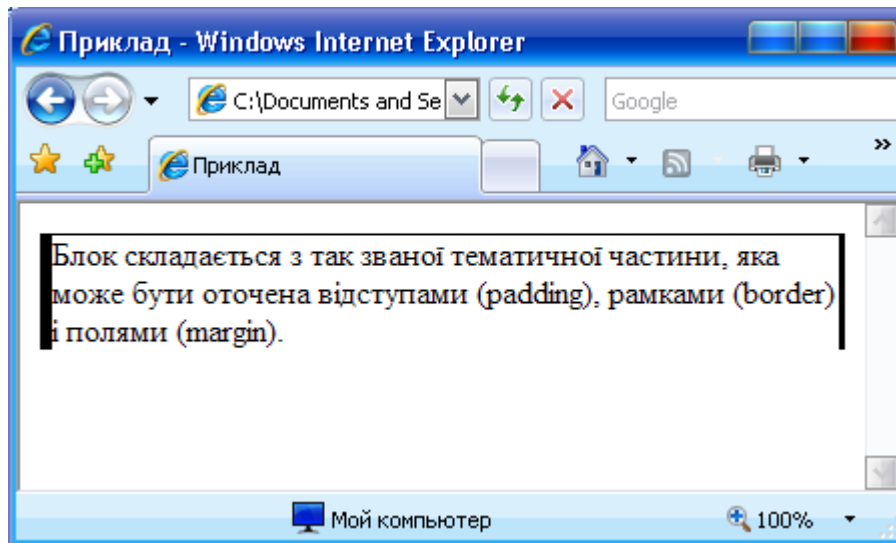 Приклад - Windows Internet Explorer
C:\Documents and Se
Google
Приклад
»
Блок складається з так званої тематичної частини, яка
може бути оточена відступами (padding), рамками (border)
і полями (margin).
Мой компьютер
100%